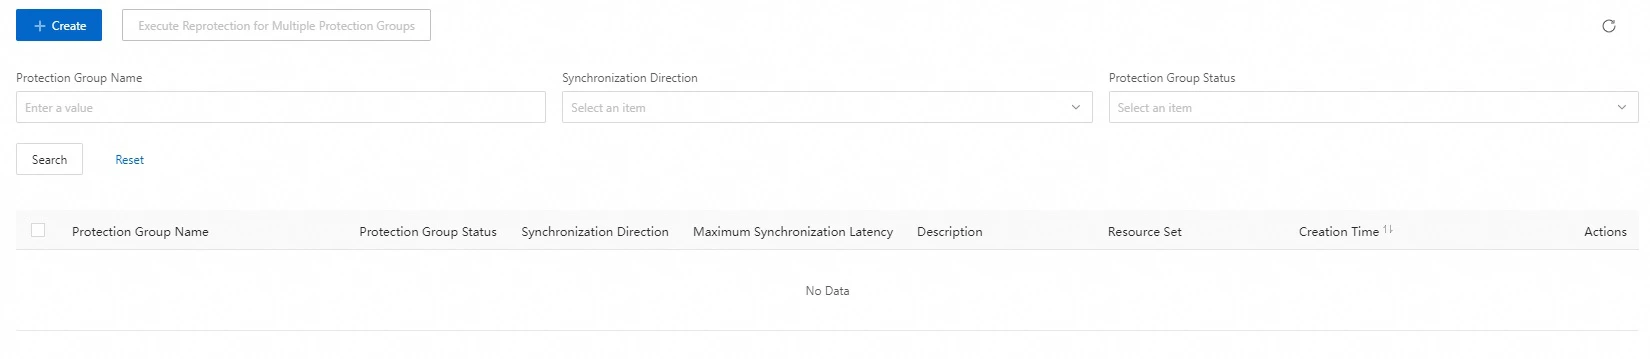 Create Execute Reprotection for Multiple Protection Groups
Protection Group Name Synchronization Direction Protection Group Status
Enter a value Select an item Select an item
Search Reset
Protection Group Name Protection Group Status Synchronization Direction Maximum Synchronization Latency Description Resource Set Creation Time Actions
No Data